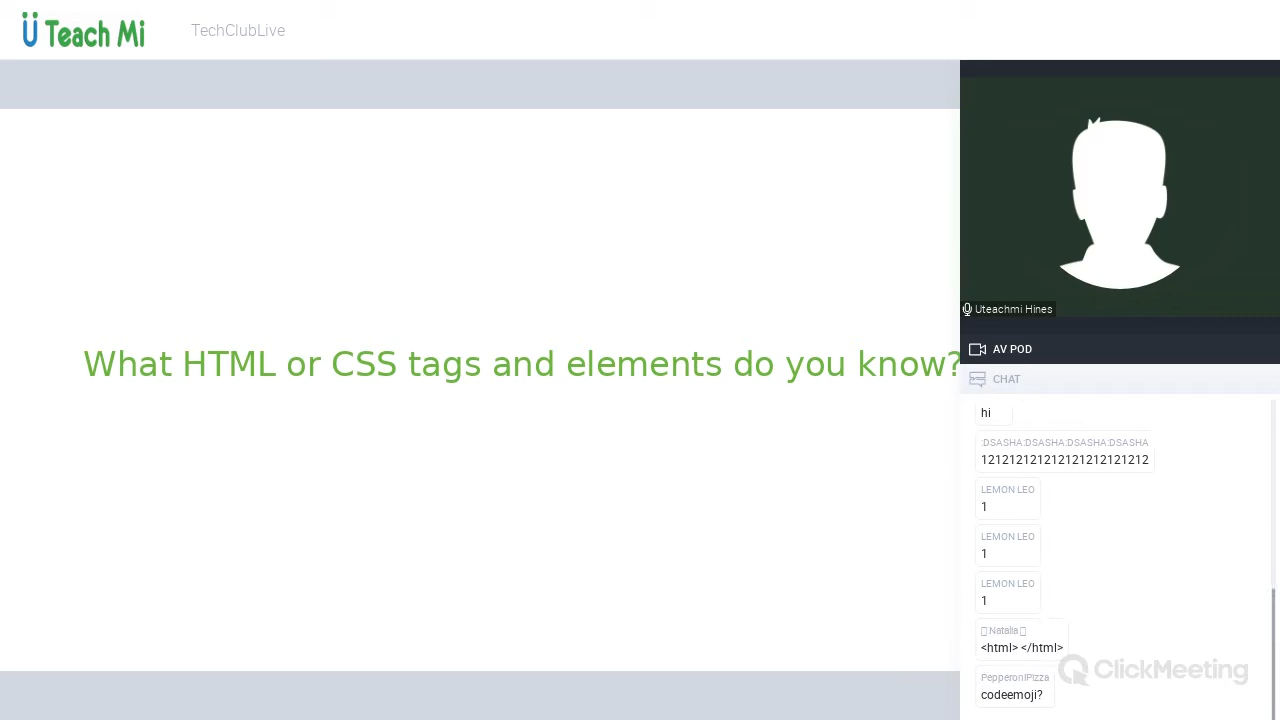 Ü Teach Mi
TechClubLive
What HTML or CSS tags and elements do you know?
Uteachmi Hines
AV POD
CHAT
hi
:DSASHA:DSASHA:DSASHA:DSASHA
121212121212121212121212
LEMON LEO
1
LEMON LEO
1
LEMON LEO
1
Natalia
<html> </html>
PepperoniPizza
codeemoji?
ClickMeeting